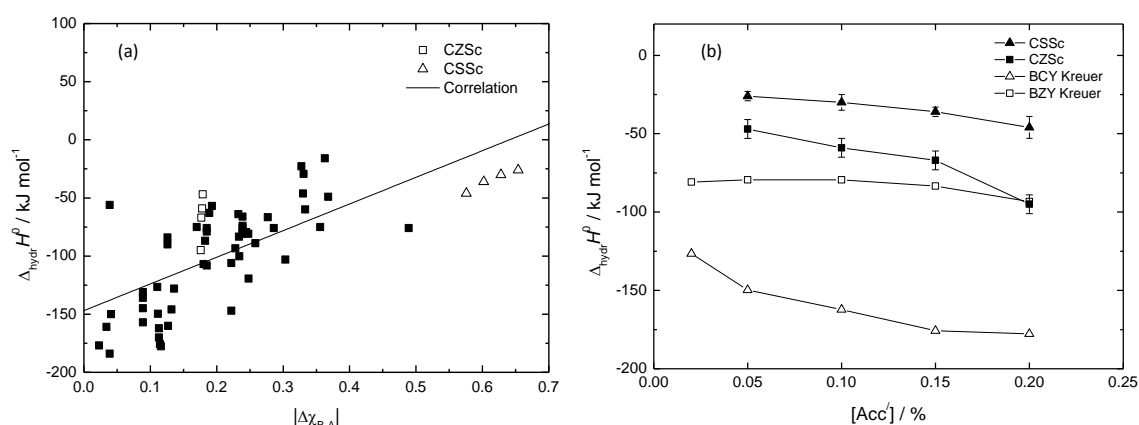 (a)
CZSc
CSSc
Correlation
100
50
0
-50
-100
-150
-200
Δ_hydr H⁰ / kJ mol⁻¹
0.0 0.1 0.2 0.3 0.4 0.5 0.6 0.7
|Δχ_B-A|
(b)
CSSc
CZSc
BCY Kreuer
BZY Kreuer
0
-50
-100
-150
-200
Δ_hydr H⁰ / kJ mol⁻¹
0.00 0.05 0.10 0.15 0.20 0.25
[Acc^/] / %